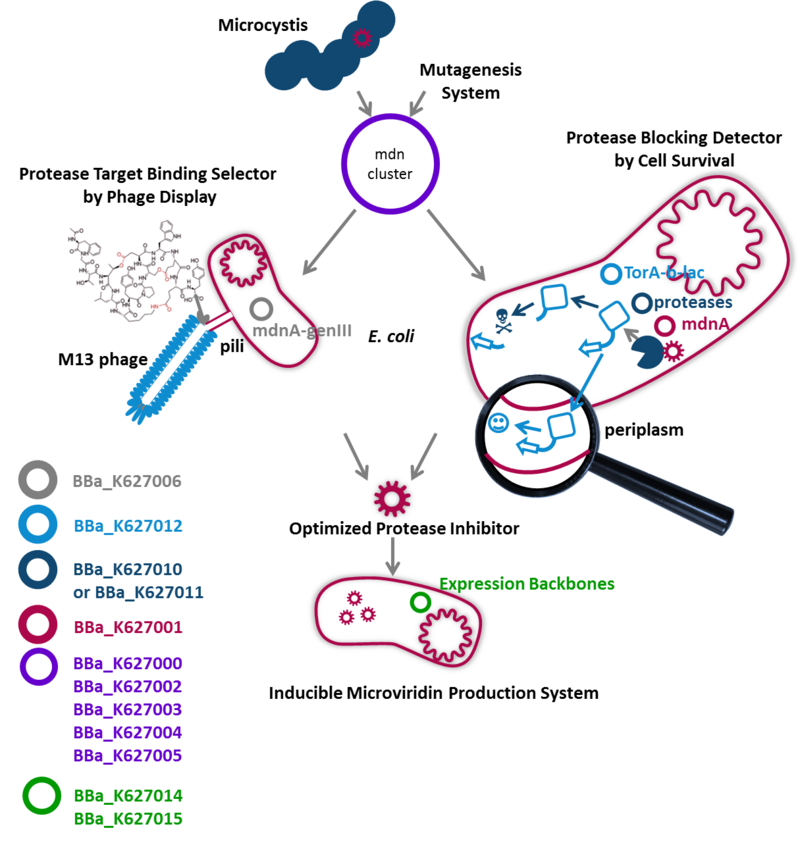 Microcystis
Mutagenesis
System
mdn
cluster
Protease Target Binding Selector
by Phage Display
Protease Blocking Detector
by Cell Survival
TorA-b-lac
proteases
mdnA
mdnA-genIII
pili
M13 phage
E. coli
periplasm
Optimized Protease Inhibitor
Expression Backbones
Inducible Microviridin Production System
BBa_K627006
BBa_K627012
BBa_K627010
or BBa_K627011
BBa_K627001
BBa_K627000
BBa_K627002
BBa_K627003
BBa_K627004
BBa_K627005
BBa_K627014
BBa_K627015